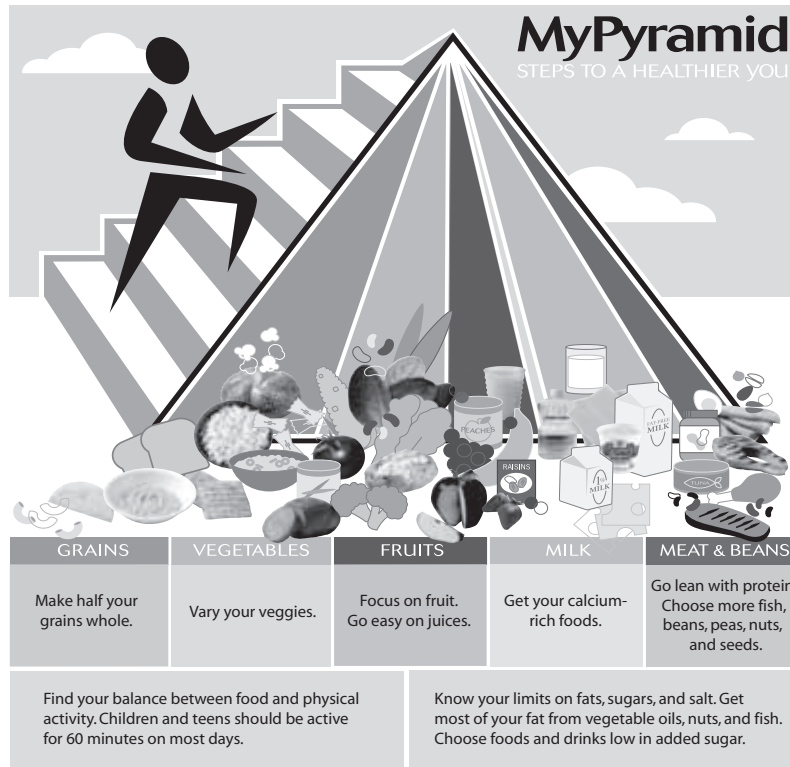 MyPyramid
STEPS TO A HEALTHIER YOU
PEACHES
RAISINS
FAT-FREE
MILK
1%
MILK
TUNA
GRAINS
Make half your
grains whole.
VEGETABLES
Vary your veggies.
FRUITS
Focus on fruit.
Go easy on juices.
MILK
Get your calcium-
rich foods.
MEAT & BEANS
Go lean with protein
Choose more fish,
beans, peas, nuts,
and seeds.
Find your balance between food and physical
activity. Children and teens should be active
for 60 minutes on most days.
Know your limits on fats, sugars, and salt. Get
most of your fat from vegetable oils, nuts, and fish.
Choose foods and drinks low in added sugar.